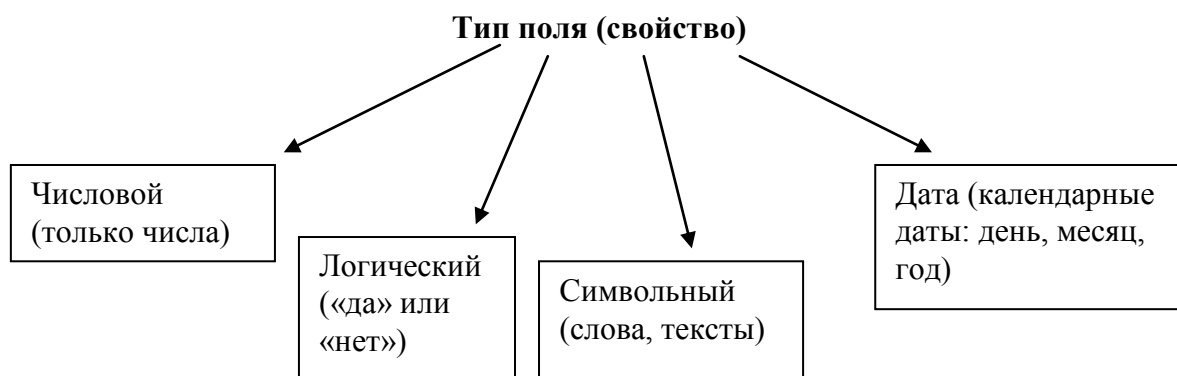 Тип поля (свойство)
Числовой
(только числа)
Логический
(«да» или
«нет»)
Символьный
(слова, тексты)
Дата (календарные
даты: день, месяц,
год)